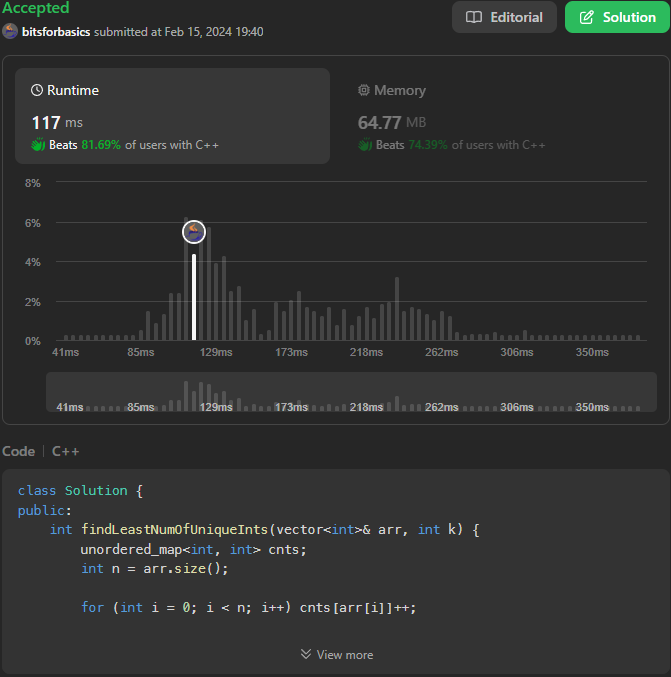 Accepted
Editorial
Solution
bitsforbasics submitted at Feb 15, 2024 19:40
Runtime
117 ms
Beats 81.69% of users with C++
Memory
64.77 MB
Beats 74.39% of users with C++
8%
6%
4%
2%
0%
41ms 85ms 129ms 173ms 218ms 262ms 306ms 350ms
41ms 85ms 129ms 173ms 218ms 262ms 306ms 350ms
Code | C++
class Solution {
public:
    int findLeastNumOfUniqueInts(vector<int>& arr, int k) {
        unordered_map<int, int> cnts;
        int n = arr.size();
        for (int i = 0; i < n; i++) cnts[arr[i]]++;
View more